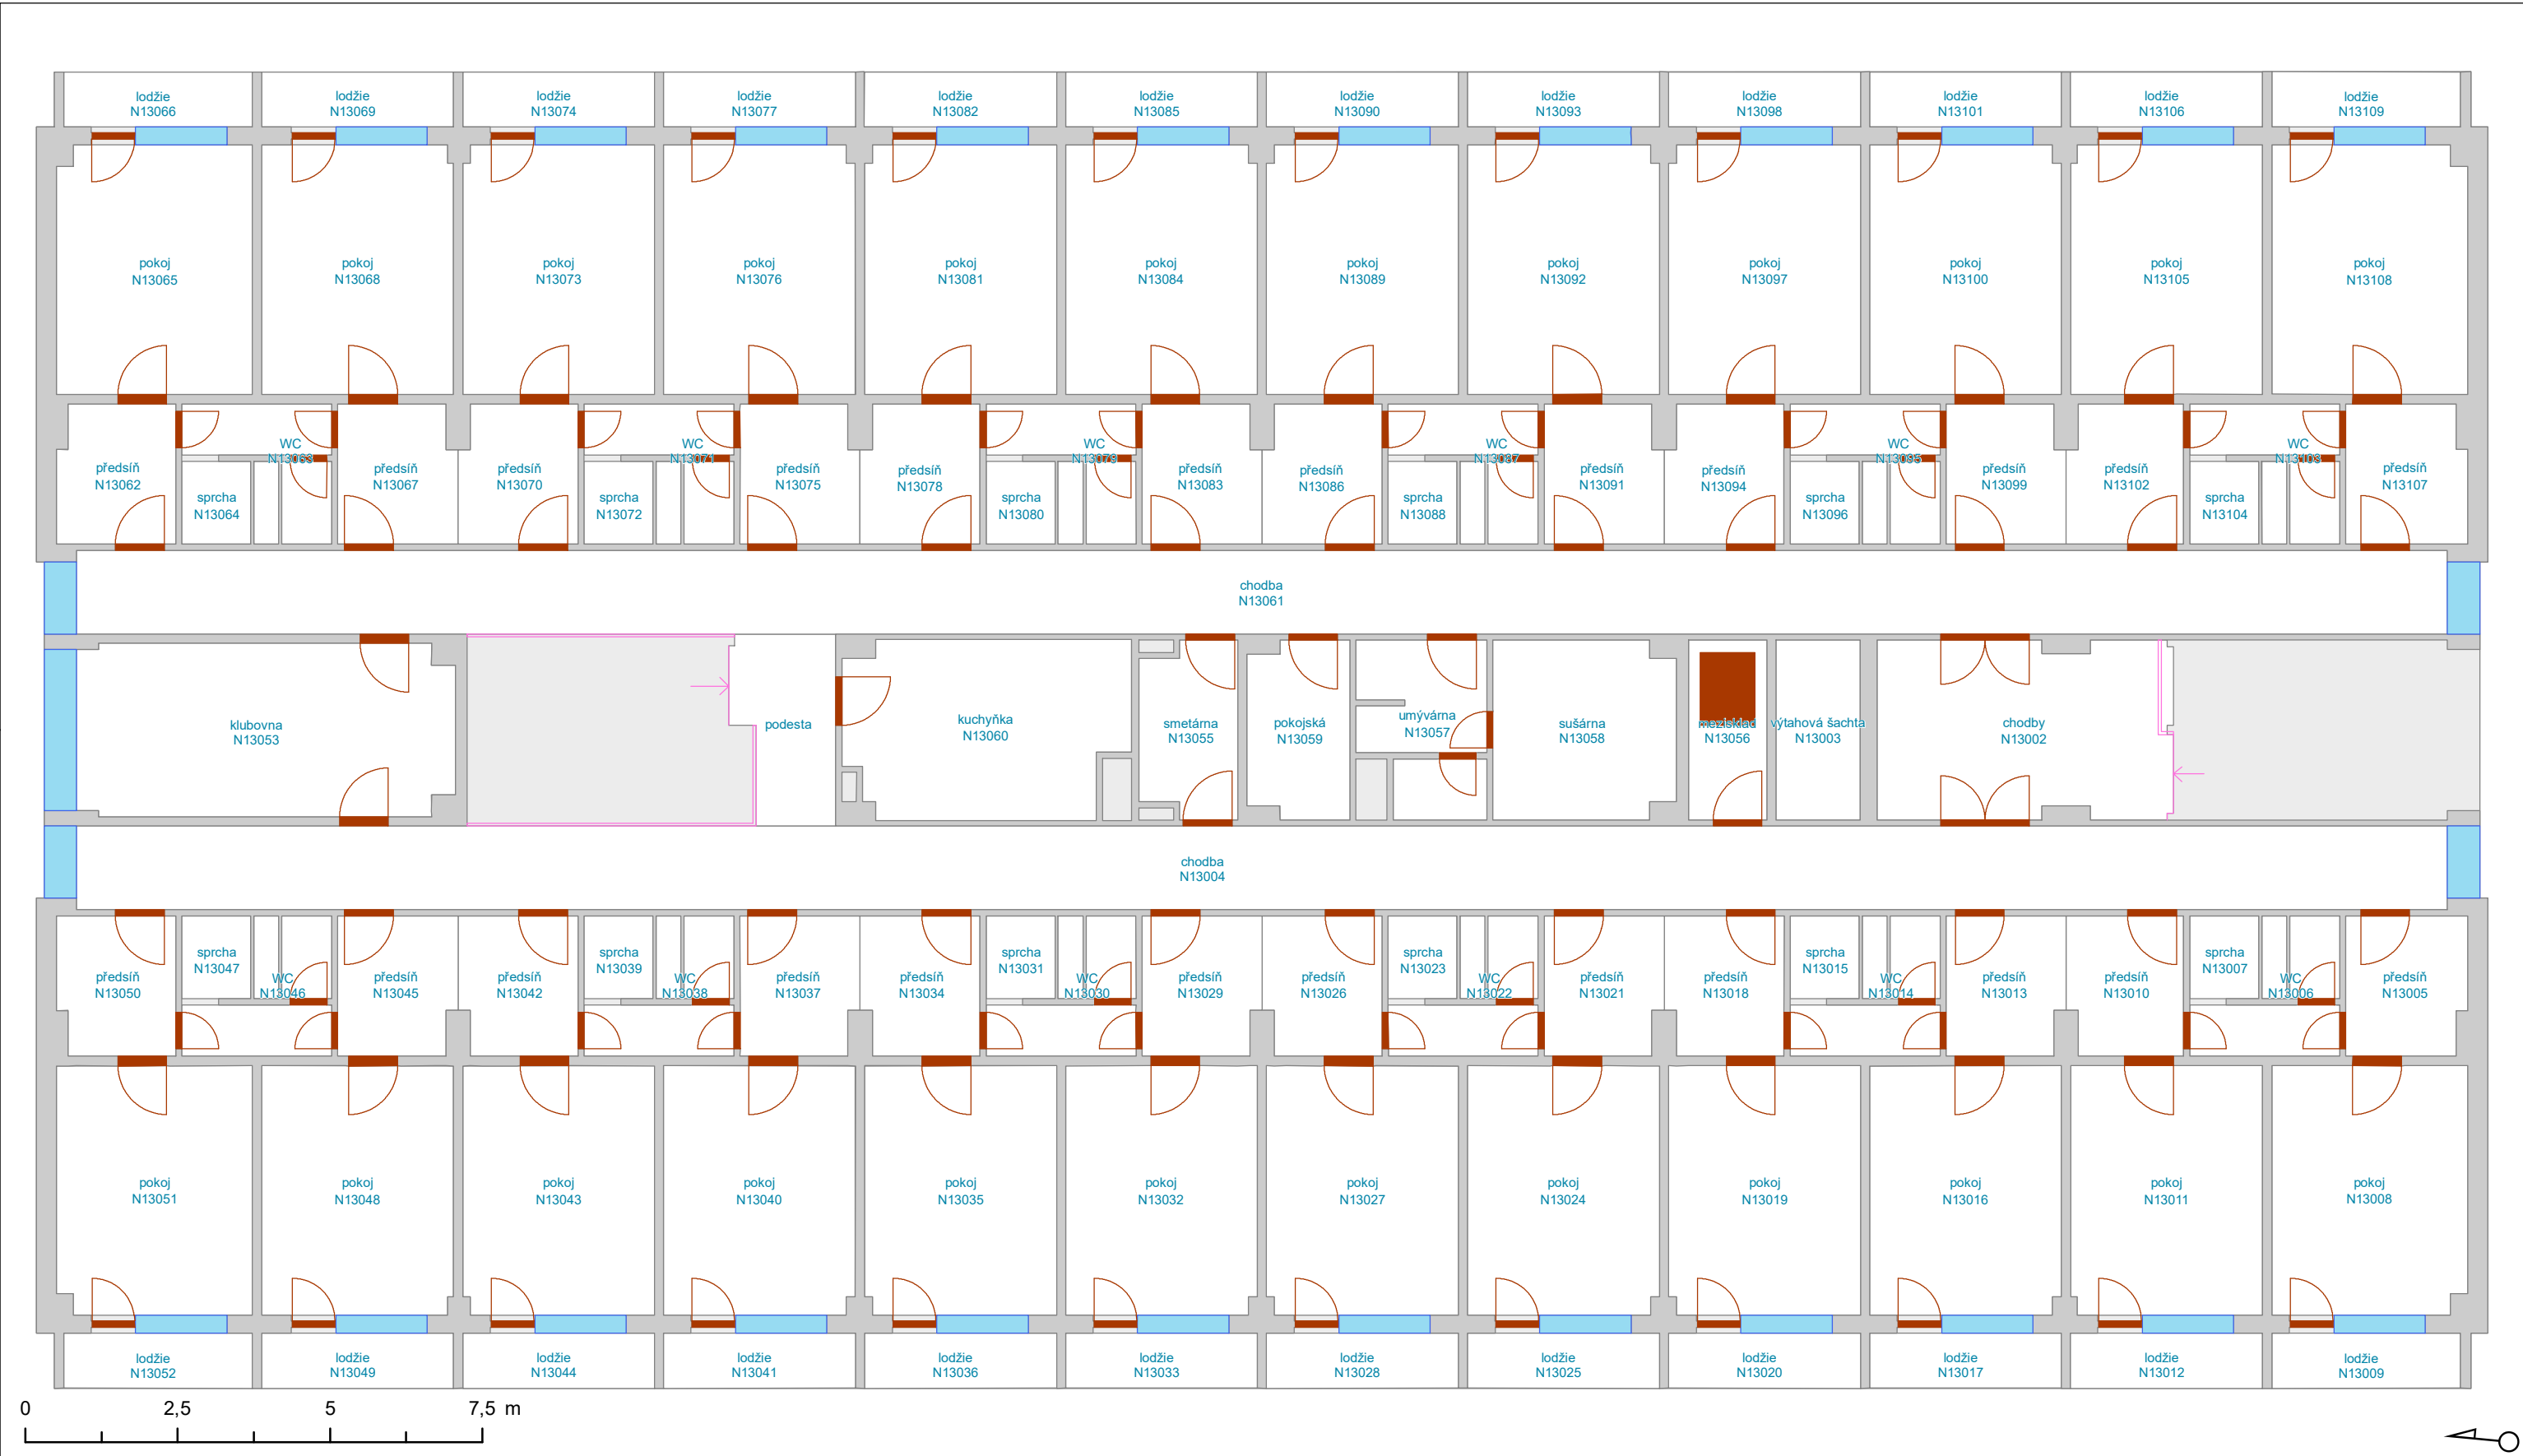 lodžie
N13066
lodžie
N13069
lodžie
N13074
lodžie
N13077
lodžie
N13082
lodžie
N13085
lodžie
N13090
lodžie
N13093
lodžie
N13098
lodžie
N13101
lodžie
N13106
lodžie
N13109
pokoj
N13065
pokoj
N13068
pokoj
N13073
pokoj
N13076
pokoj
N13081
pokoj
N13084
pokoj
N13089
pokoj
N13092
pokoj
N13097
pokoj
N13100
pokoj
N13105
pokoj
N13108
předsíň
N13062
sprcha
N13064
WC
N13063
předsíň
N13067
předsíň
N13070
sprcha
N13072
WC
N13071
předsíň
N13075
předsíň
N13078
sprcha
N13080
WC
N13079
předsíň
N13083
předsíň
N13086
sprcha
N13088
WC
N13087
předsíň
N13091
předsíň
N13094
sprcha
N13096
WC
N13095
předsíň
N13099
předsíň
N13102
sprcha
N13104
WC
N13103
předsíň
N13107
chodba
N13061
klubovna
N13053
podesta
kuchyňka
N13060
smetárna
N13055
pokojská
N13059
umývárna
N13057
sušárna
N13058
mezisklad
N13056
výtahová šachta
N13003
chodby
N13002
chodba
N13004
předsíň
N13050
sprcha
N13047
WC
N13046
předsíň
N13045
předsíň
N13042
sprcha
N13039
WC
N13038
předsíň
N13037
předsíň
N13034
sprcha
N13031
WC
N13030
předsíň
N13029
předsíň
N13026
sprcha
N13023
WC
N13022
předsíň
N13021
předsíň
N13018
sprcha
N13015
WC
N13014
předsíň
N13013
předsíň
N13010
sprcha
N13007
WC
N13006
předsíň
N13005
pokoj
N13051
pokoj
N13048
pokoj
N13043
pokoj
N13040
pokoj
N13035
pokoj
N13032
pokoj
N13027
pokoj
N13024
pokoj
N13019
pokoj
N13016
pokoj
N13011
pokoj
N13008
lodžie
N13052
lodžie
N13049
lodžie
N13044
lodžie
N13041
lodžie
N13036
lodžie
N13033
lodžie
N13028
lodžie
N13025
lodžie
N13020
lodžie
N13017
lodžie
N13012
lodžie
N13009
0 2,5 5 7,5 m